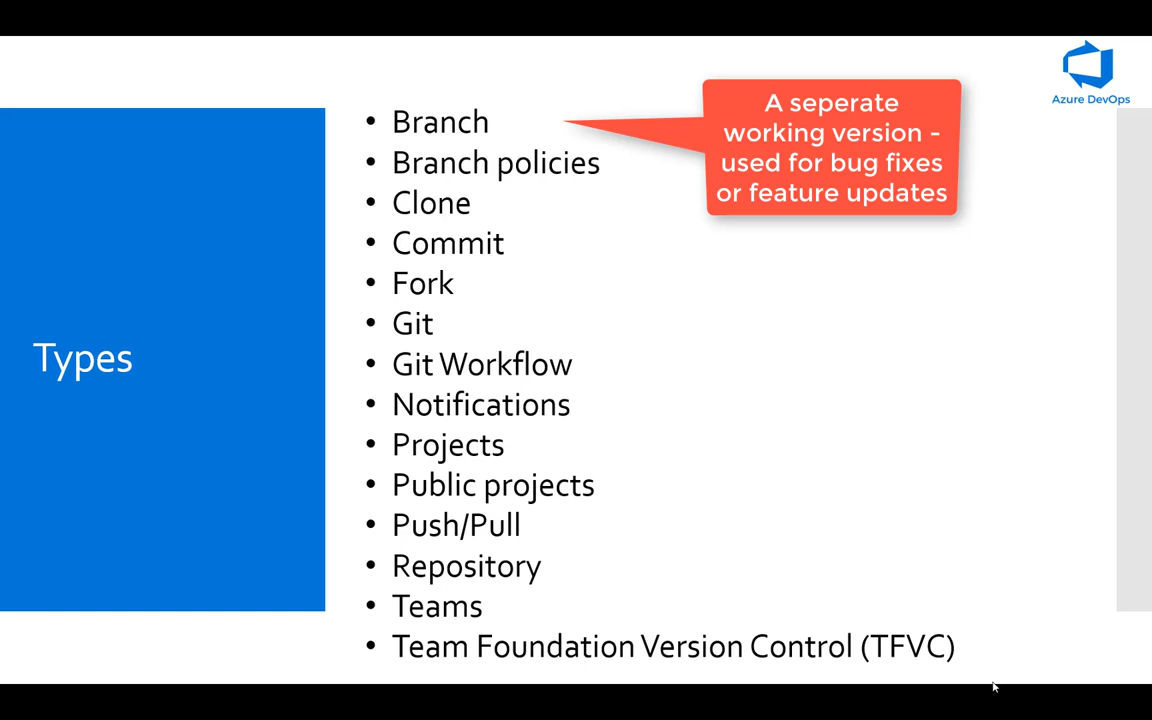 Azure DevOps
A seperate
working version -
used for bug fixes
or feature updates
Types
• Branch
• Branch policies
• Clone
• Commit
• Fork
• Git
• Git Workflow
• Notifications
• Projects
• Public projects
• Push/Pull
• Repository
• Teams
• Team Foundation Version Control (TFVC)